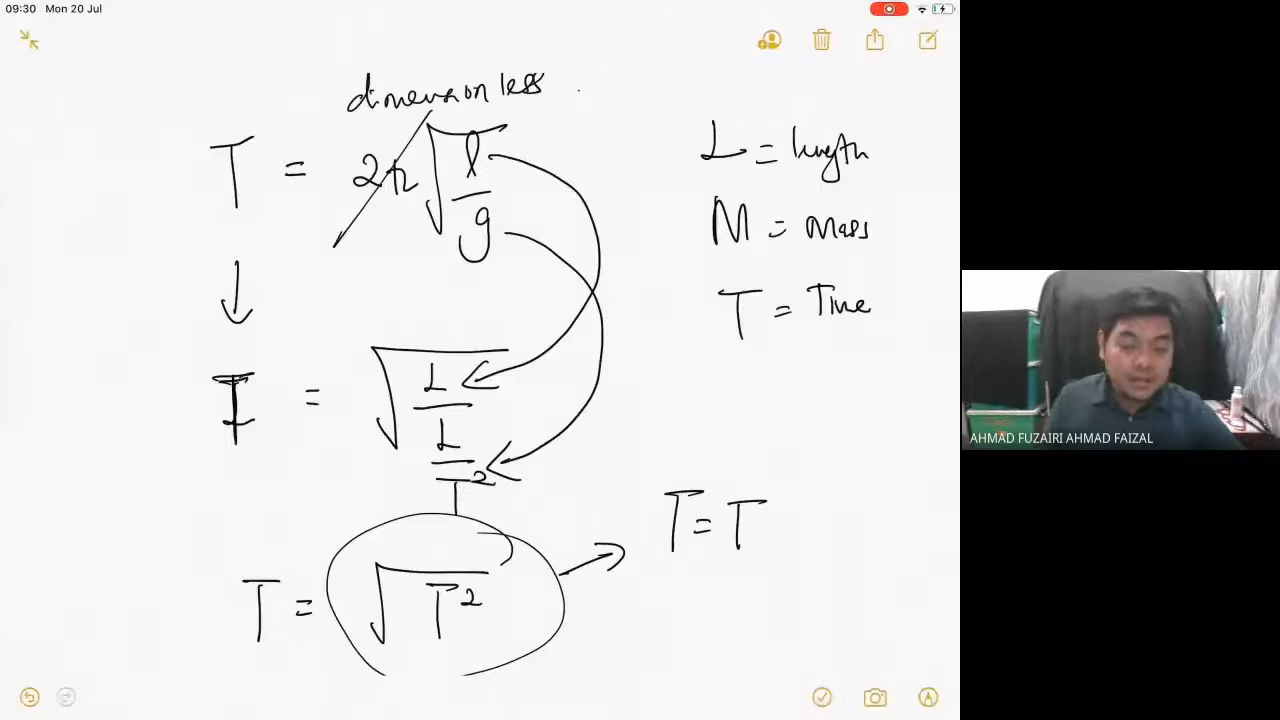 09:30 Mon 20 Jul
dimensionless
T = 2π √(l/g)
L = length
M = Mass
T = Time
T = √(L/(L/T²))
T = T
T = √T²
AHMAD FUZAIRI AHMAD FAIZAL